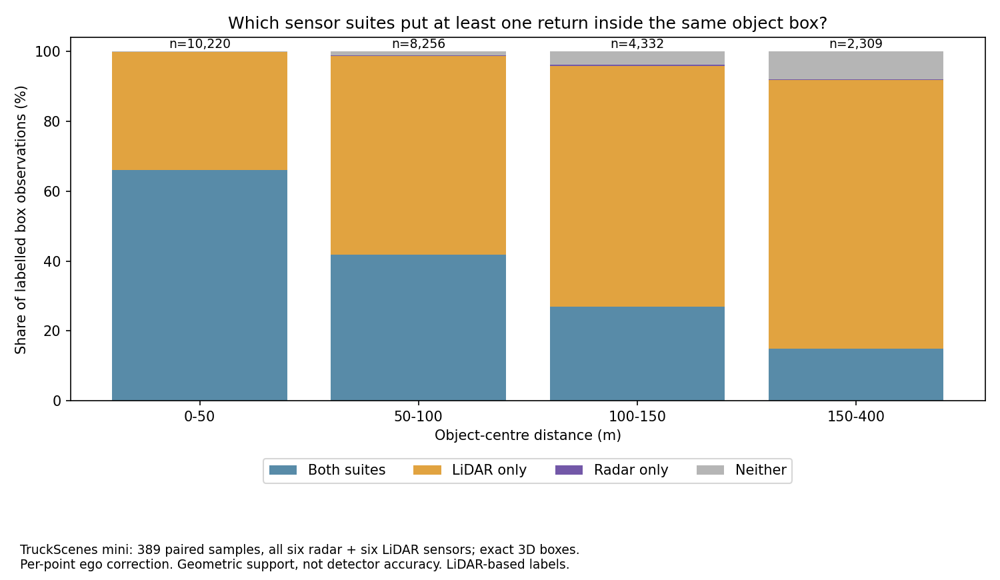 Which sensor suites put at least one return inside the same object box?
n=10,220
n=8,256
n=4,332
n=2,309
100
80
60
40
20
0
Share of labelled box observations (%)
0-50
50-100
100-150
150-400
Object-centre distance (m)
Both suites
LiDAR only
Radar only
Neither
TruckScenes mini: 389 paired samples, all six radar + six LiDAR sensors; exact 3D boxes.
Per-point ego correction. Geometric support, not detector accuracy. LiDAR-based labels.